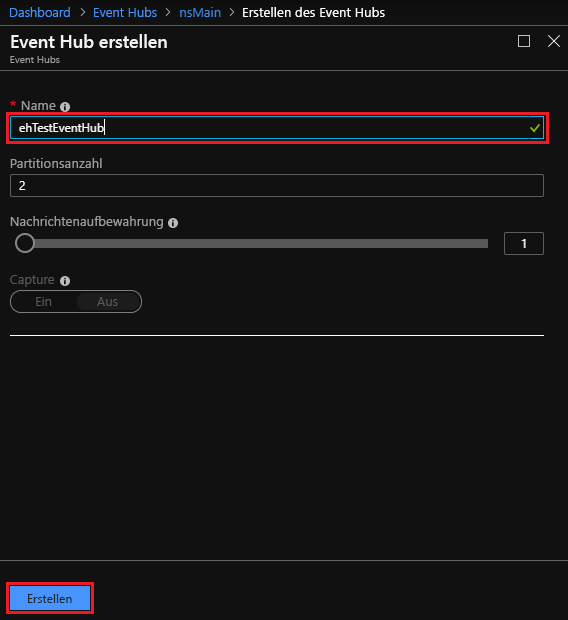 Dashboard > Event Hubs > nsMain > Erstellen des Event Hubs
Event Hub erstellen
Event Hubs
* Name
ehTestEventHub
Partitionsanzahl
2
Nachrichtenaufbewahrung
1
Capture
Ein Aus
Erstellen